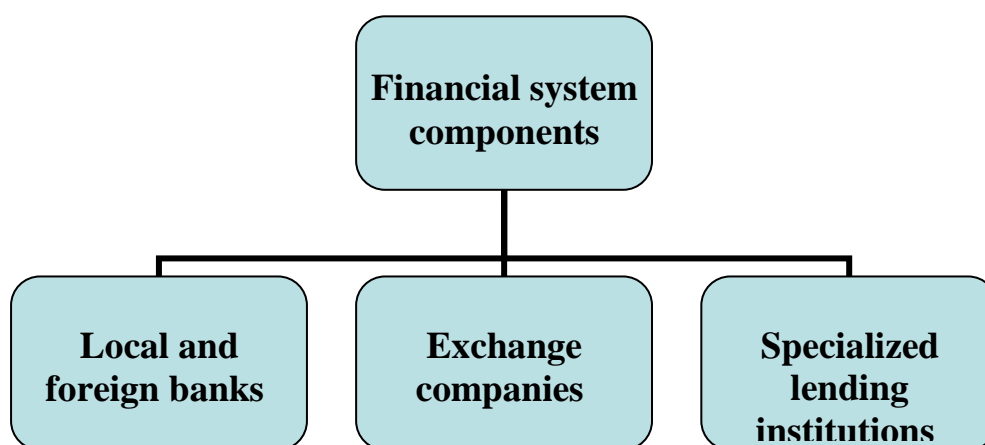 Financial system
components
Local and
foreign banks
Exchange
companies
Specialized
lending
institutions